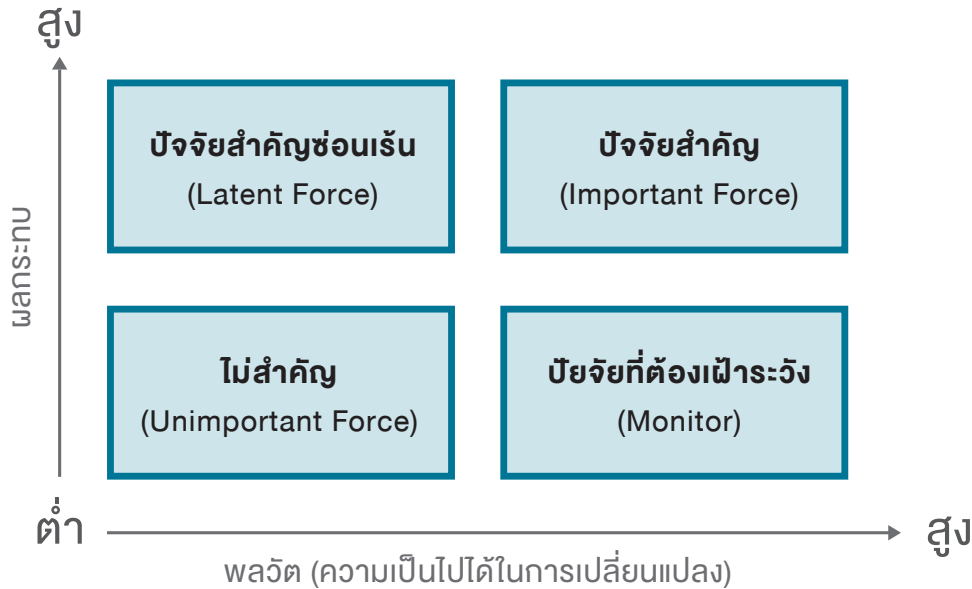 สูง
ปัจจัยสำคัญซ่อนเร้น
(Latent Force)
ปัจจัยสำคัญ
(Important Force)
ผลกระทบ
ไม่สำคัญ
(Unimportant Force)
ปัยจัยที่ต้องเฝ้าระวัง
(Monitor)
ต่ำ
สูง
พลวัต (ความเป็นไปได้ในการเปลี่ยนแปลง)